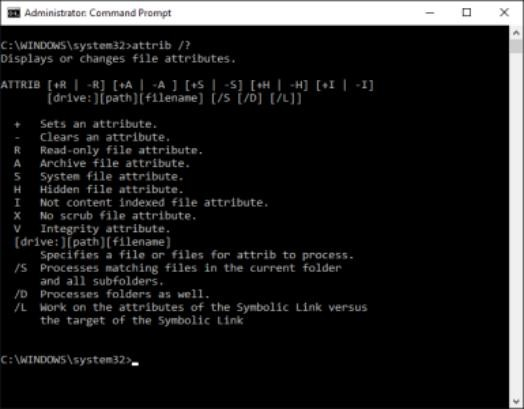 Administrator: Command Prompt
C:\WINDOWS\system32>attrib /?
Displays or changes file attributes.
ATTRIB [+R | -R] [+A | -A ] [+S | -S] [+H | -H] [+I | -I]
       [drive:][path][filename] [/S [/D] [/L]]
  +   Sets an attribute.
  -   Clears an attribute.
  R   Read-only file attribute.
  A   Archive file attribute.
  S   System file attribute.
  H   Hidden file attribute.
  I   Not content indexed file attribute.
  X   No scrub file attribute.
  V   Integrity attribute.
  [drive:][path][filename]
      Specifies a file or files for attrib to process.
  /S  Processes matching files in the current folder
      and all subfolders.
  /D  Processes folders as well.
  /L  Work on the attributes of the Symbolic Link versus
      the target of the Symbolic Link
C:\WINDOWS\system32>